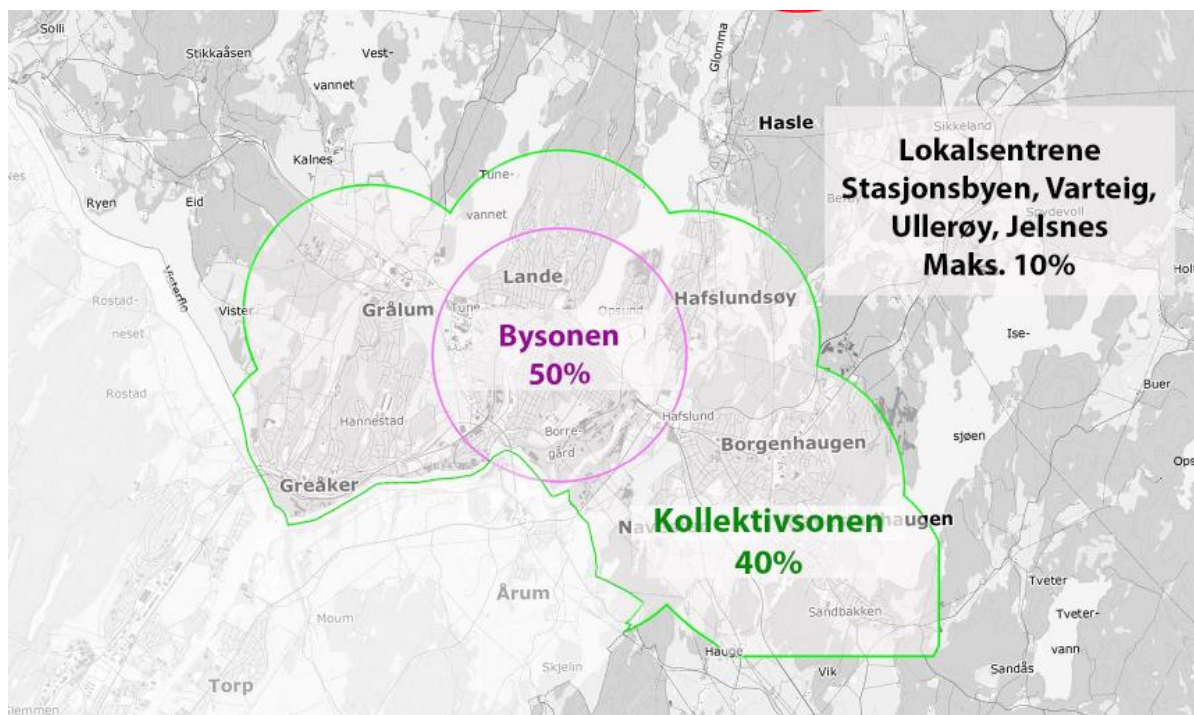 Solli
Stikkaåsen
Vest-
vannet
Glomma
Hasle
Sikkeland
Lokalsentrene
Stasjonsbyen, Varteig,
Ullerøy, Jelsnes
Maks. 10%
Kalnes
Tune-
vannet
Ryen
Eid
Visterflo
Rostad-
neset
Vister
Rostad
Grålum
Tune
Lande
Opsund
Hafslundsøy
Bysonen
50%
Ise-
sjøen
Buer
Hannestad
Borre-
gård
Hafslund
Borgenhaugen
Greåker
Kollektivsonen
40%
haugen
Årum
Moum
Sandbakken
Tveter
Tveter-
vann
Hauge
Vik
Sandås
Skjelin
Torp